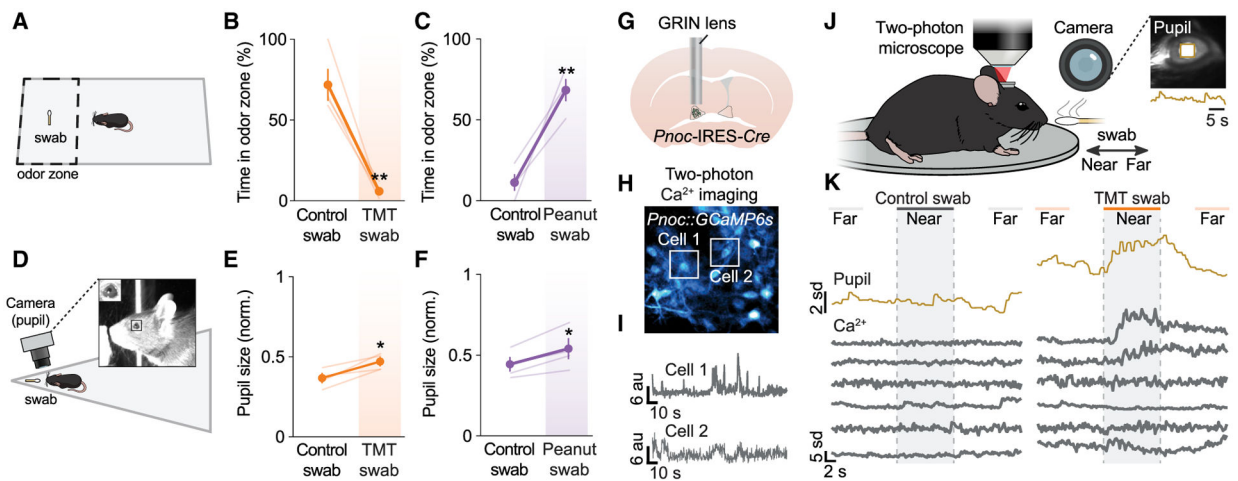 A
swab
odor zone
B
Time in odor zone (%)
100
50
0
**
Control
swab
TMT
swab
C
Time in odor zone (%)
100
50
0
**
Control
swab
Peanut
swab
D
Camera
(pupil)
swab
E
Pupil size (norm.)
1
0.5
0
*
Control
swab
TMT
swab
F
Pupil size (norm.)
1
0.5
0
*
Control
swab
Peanut
swab
G
GRIN lens
Pnoc-IRES-Cre
H
Two-photon
Ca²⁺ imaging
Pnoc::GCaMP6s
Cell 1
Cell 2
I
Cell 1
6 au
10 s
Cell 2
6 au
10 s
J
Two-photon
microscope
Camera
Pupil
5 s
swab
Near Far
K
Control swab
Far
Near
Far
TMT swab
Far
Near
Far
Pupil
2 sd
Ca²⁺
5 sd
2 s